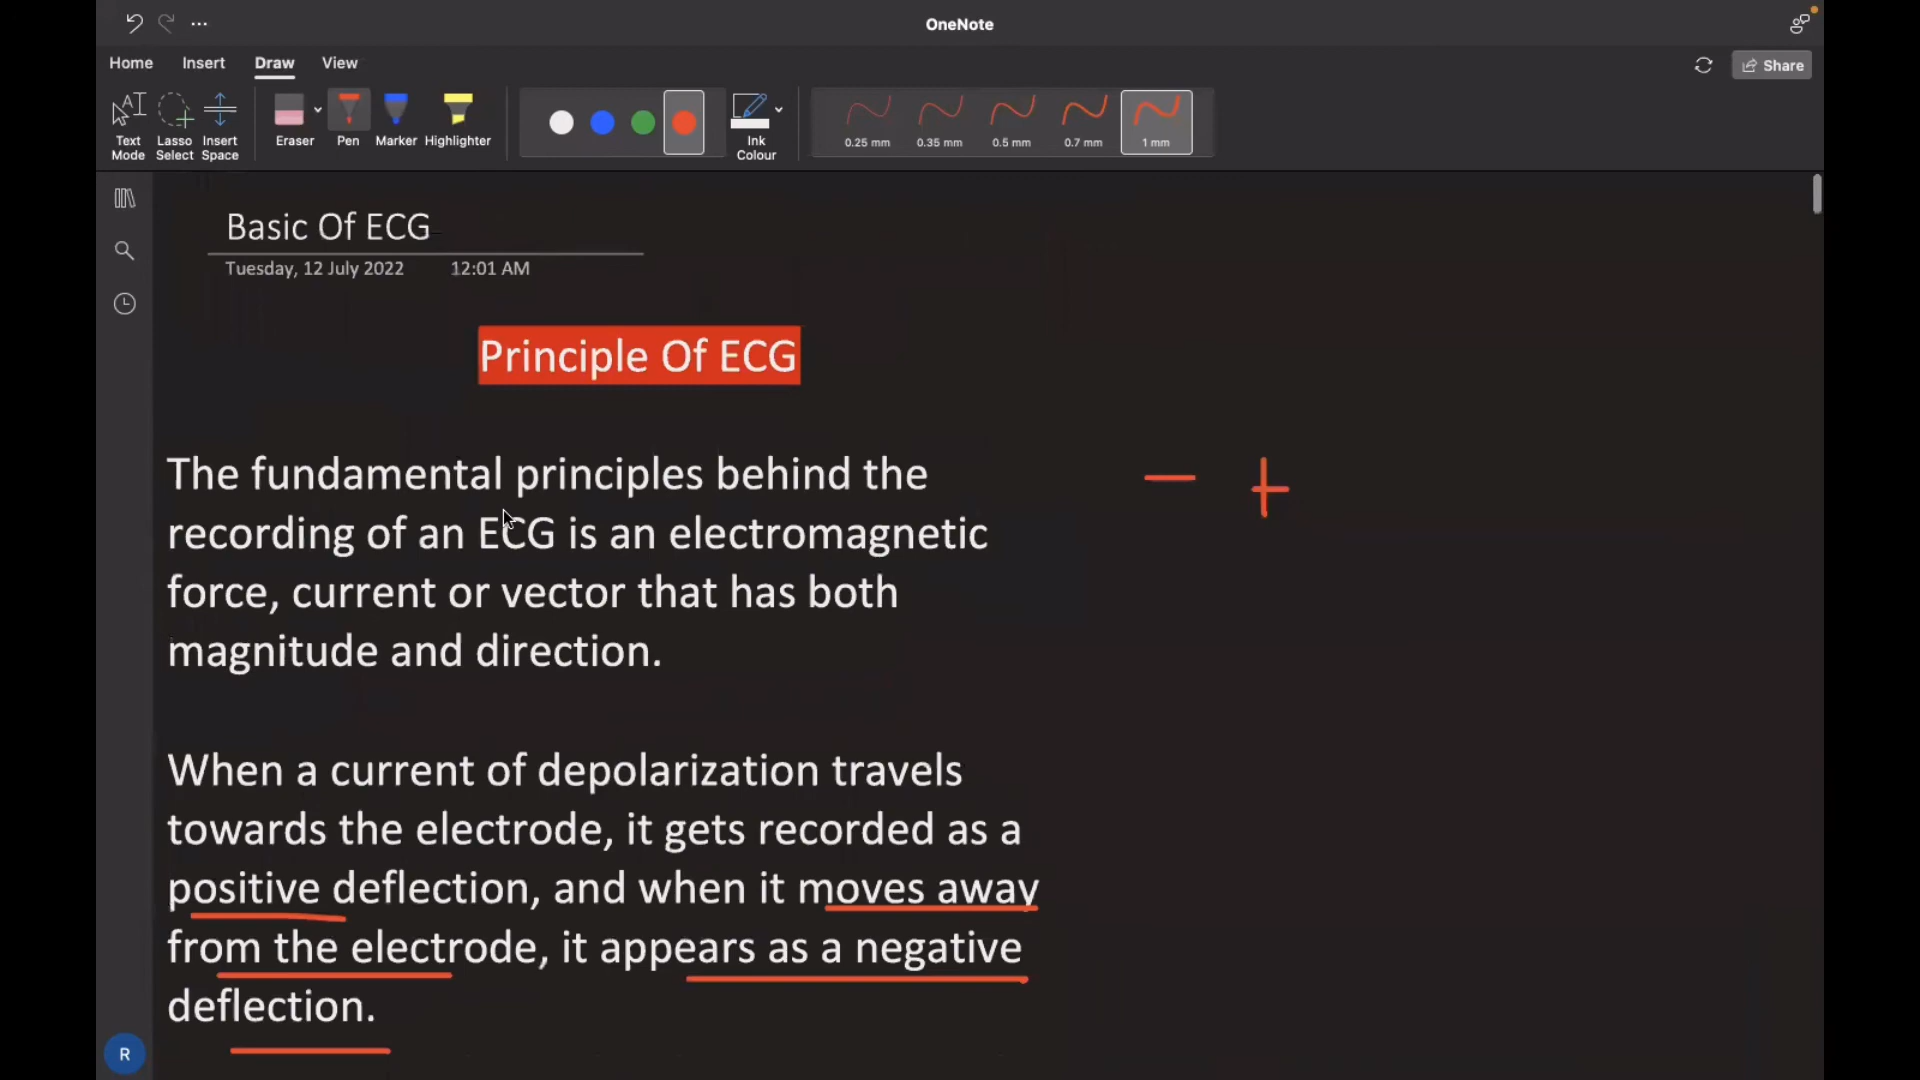 OneNote
Home Insert Draw View
Share
Text Mode
Lasso Select
Insert Space
Eraser
Pen
Marker
Highlighter
Ink Colour
0.25 mm
0.35 mm
0.5 mm
0.7 mm
1 mm
Basic Of ECG
Tuesday, 12 July 2022 12:01 AM
Principle Of ECG
The fundamental principles behind the
recording of an ECG is an electromagnetic
force, current or vector that has both
magnitude and direction.
− +
When a current of depolarization travels
towards the electrode, it gets recorded as a
positive deflection, and when it moves away
from the electrode, it appears as a negative
deflection.
R